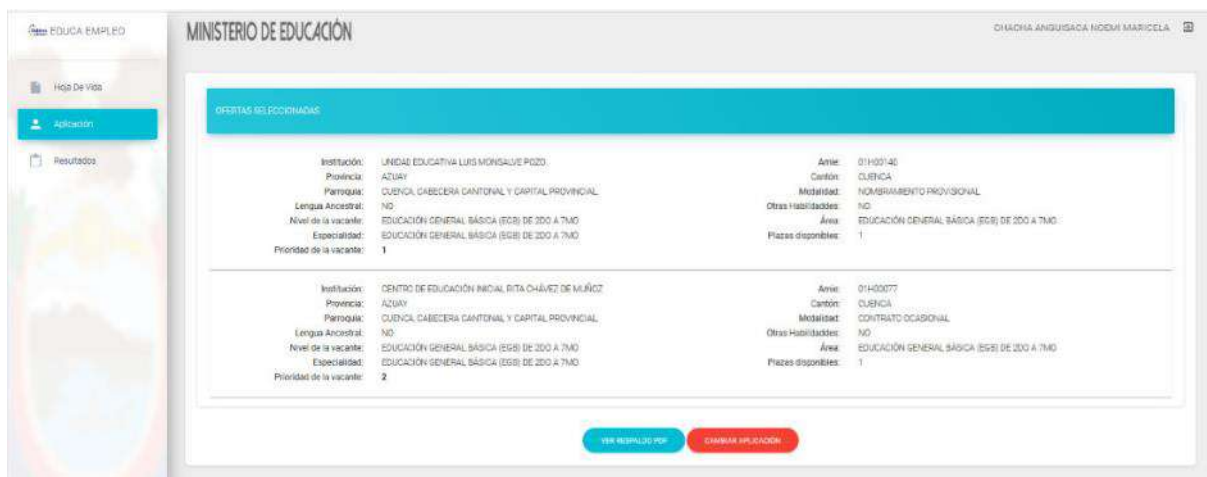 EDUCA EMPLEO
MINISTERIO DE EDUCACIÓN
CHACHA ANGUISACA NOEMI MARICELA
Hoja De Vida
Aplicación
Resultados
OFERTAS SELECCIONADAS
Institución: UNIDAD EDUCATIVA LUIS MONSALVE POZO. Amie: 01H00140
Provincia: AZUAY Cantón: CUENCA
Parroquia: CUENCA, CABECERA CANTONAL Y CAPITAL PROVINCIAL. Modalidad: NOMBRAMIENTO PROVISIONAL
Lengua Ancestral: NO Otras Habilidaddes: NO
Nivel de la vacante: EDUCACIÓN GENERAL BÁSICA (EGB) DE 2DO A 7MO Área: EDUCACIÓN GENERAL BÁSICA (EGB) DE 2DO A 7MO
Especialidad: EDUCACIÓN GENERAL BÁSICA (EGB) DE 2DO A 7MO Plazas disponibles: 1
Prioridad de la vacante: 1
Institución: CENTRO DE EDUCACIÓN INICIAL RITA CHÁVEZ DE MUÑOZ Amie: 01H00077
Provincia: AZUAY Cantón: CUENCA
Parroquia: CUENCA, CABECERA CANTONAL Y CAPITAL PROVINCIAL. Modalidad: CONTRATO OCASIONAL
Lengua Ancestral: NO Otras Habilidaddes: NO
Nivel de la vacante: EDUCACIÓN GENERAL BÁSICA (EGB) DE 2DO A 7MO Área: EDUCACIÓN GENERAL BÁSICA (EGB) DE 2DO A 7MO
Especialidad: EDUCACIÓN GENERAL BÁSICA (EGB) DE 2DO A 7MO Plazas disponibles: 1
Prioridad de la vacante: 2
VER RESPALDO PDF CAMBIAR APLICACIÓN